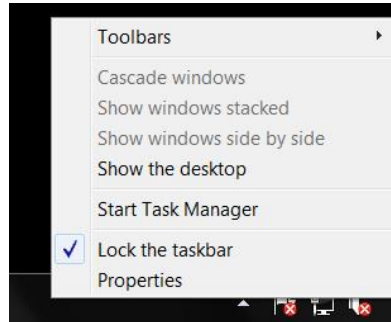 Toolbars
Cascade windows
Show windows stacked
Show windows side by side
Show the desktop
Start Task Manager
Lock the taskbar
Properties